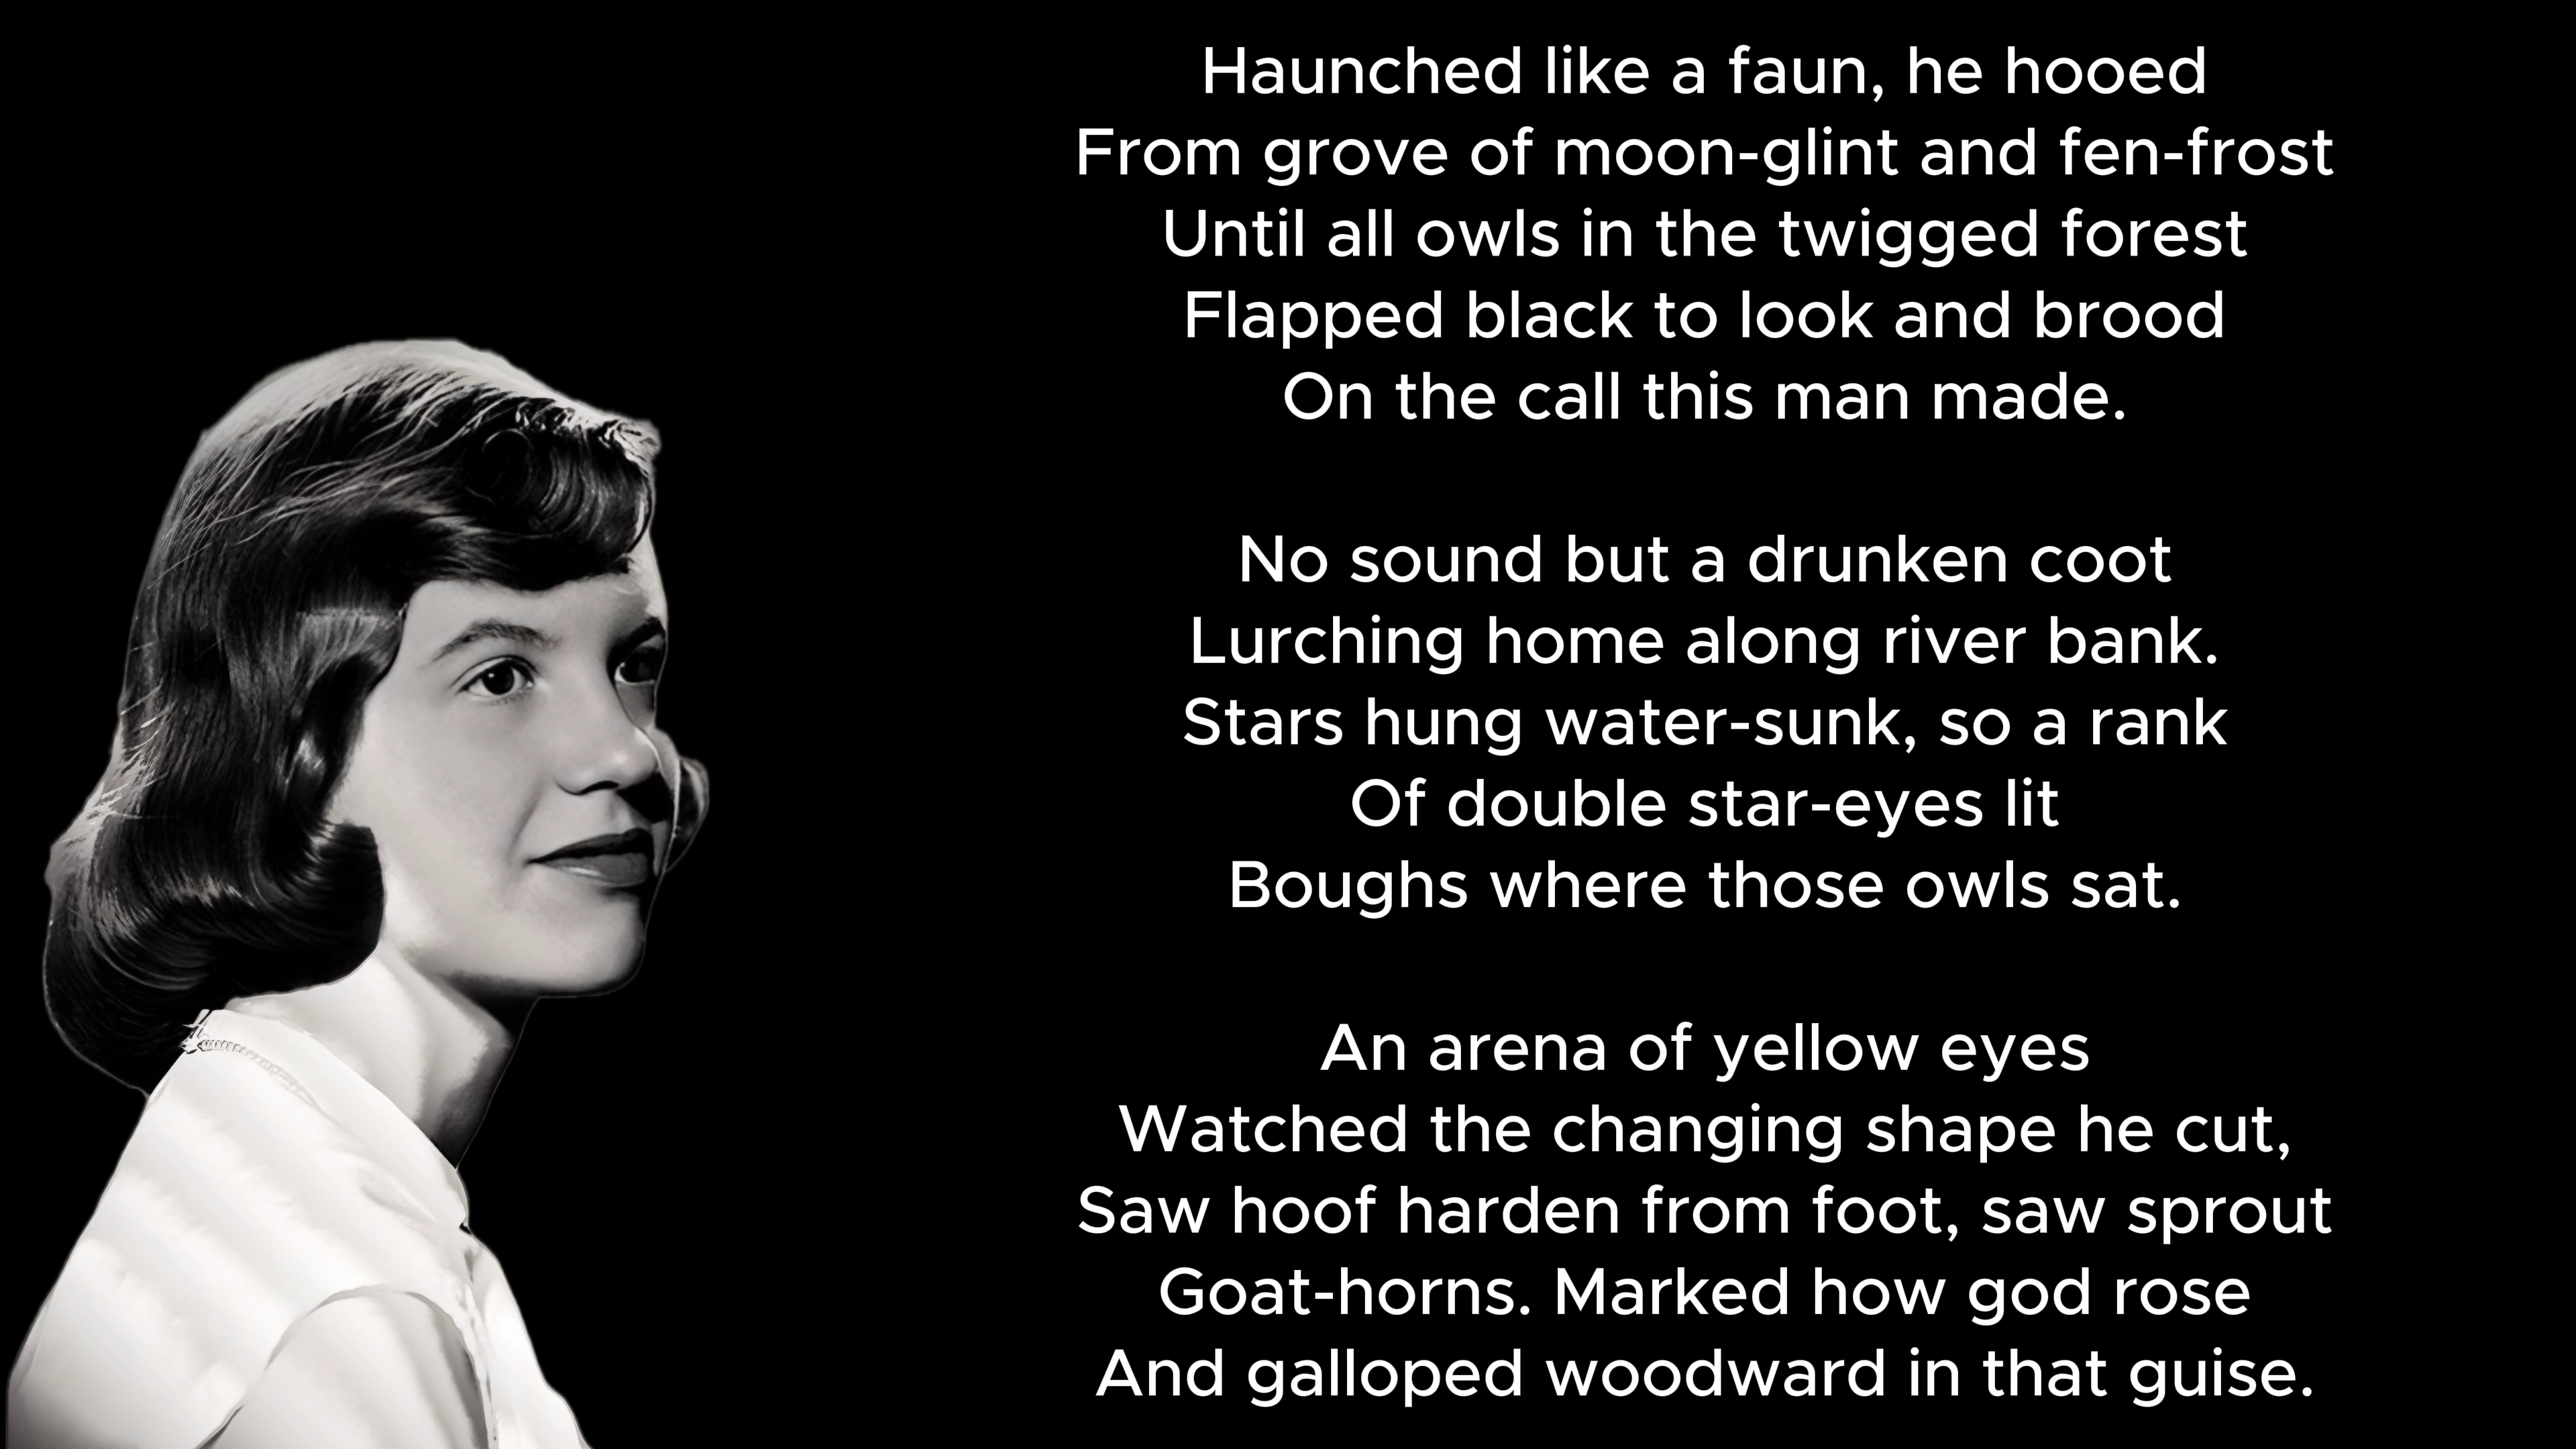 Haunched like a faun, he hooed
From grove of moon-glint and fen-frost
Until all owls in the twigged forest
Flapped black to look and brood
On the call this man made.
No sound but a drunken coot
Lurching home along river bank.
Stars hung water-sunk, so a rank
Of double star-eyes lit
Boughs where those owls sat.
An arena of yellow eyes
Watched the changing shape he cut,
Saw hoof harden from foot, saw sprout
Goat-horns. Marked how god rose
And galloped woodward in that guise.